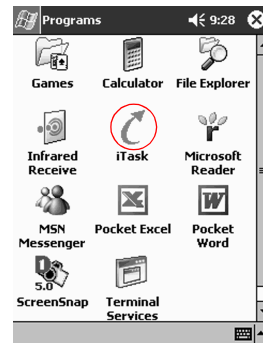 Programs 9:28
Games Calculator File Explorer
Infrared Receive iTask Microsoft Reader
MSN Messenger Pocket Excel Pocket Word
5.0
ScreenSnap Terminal Services